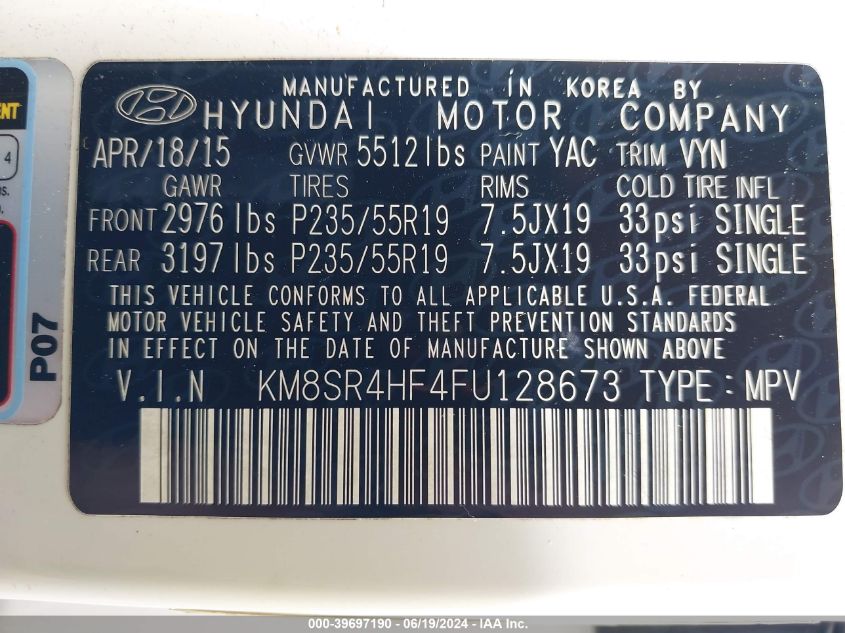 MANUFACTURED IN KOREA BY
HYUNDAI MOTOR COMPANY
APR/18/15 GVWR 5512lbs PAINT YAC TRIM VYN
GAWR TIRES RIMS COLD TIRE INFL
FRONT 2976 lbs P235/55R19 7.5JX19 33psi SINGLE
REAR 3197 lbs P235/55R19 7.5JX19 33psi SINGLE
THIS VEHICLE CONFORMS TO ALL APPLICABLE U.S.A. FEDERAL
MOTOR VEHICLE SAFETY AND THEFT PREVENTION STANDARDS
IN EFFECT ON THE DATE OF MANUFACTURE SHOWN ABOVE
V.I.N KM8SR4HF4FU128673 TYPE : MPV
4
P07
000-39697190 - 06/19/2024 - IAA Inc.